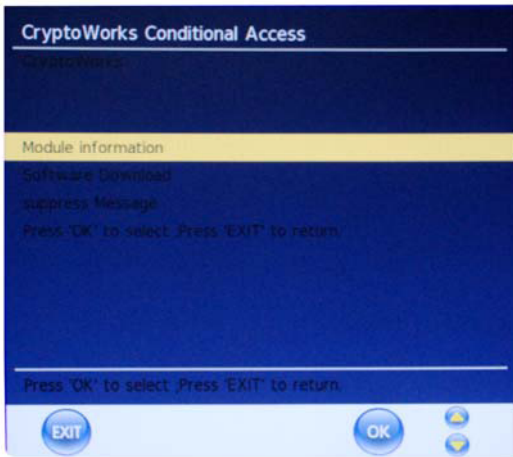 CryptoWorks Conditional Access
CryptoWorks
Module information
Software Download
suppress Message
Press 'OK' to select ;Press 'EXIT' to return.
Press 'OK' to select ;Press 'EXIT' to return.
EXIT
OK